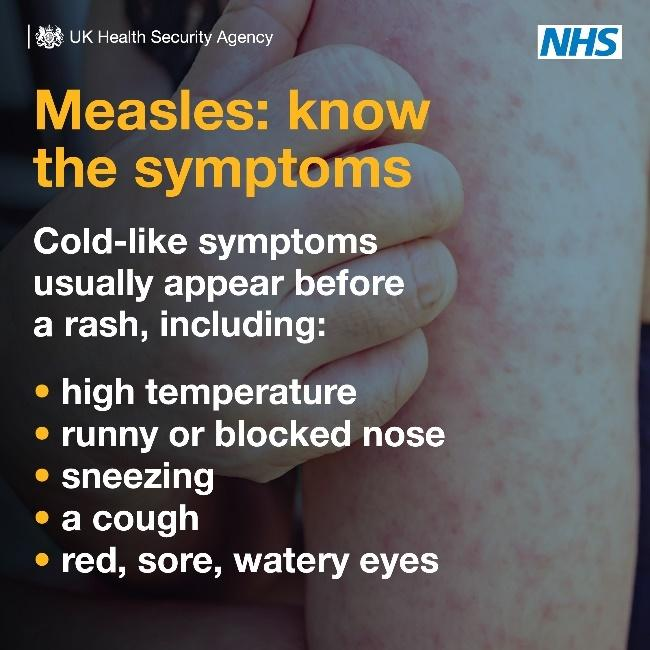 UK Health Security Agency
NHS
Measles: know
the symptoms
Cold-like symptoms
usually appear before
a rash, including:
• high temperature
• runny or blocked nose
• sneezing
• a cough
• red, sore, watery eyes